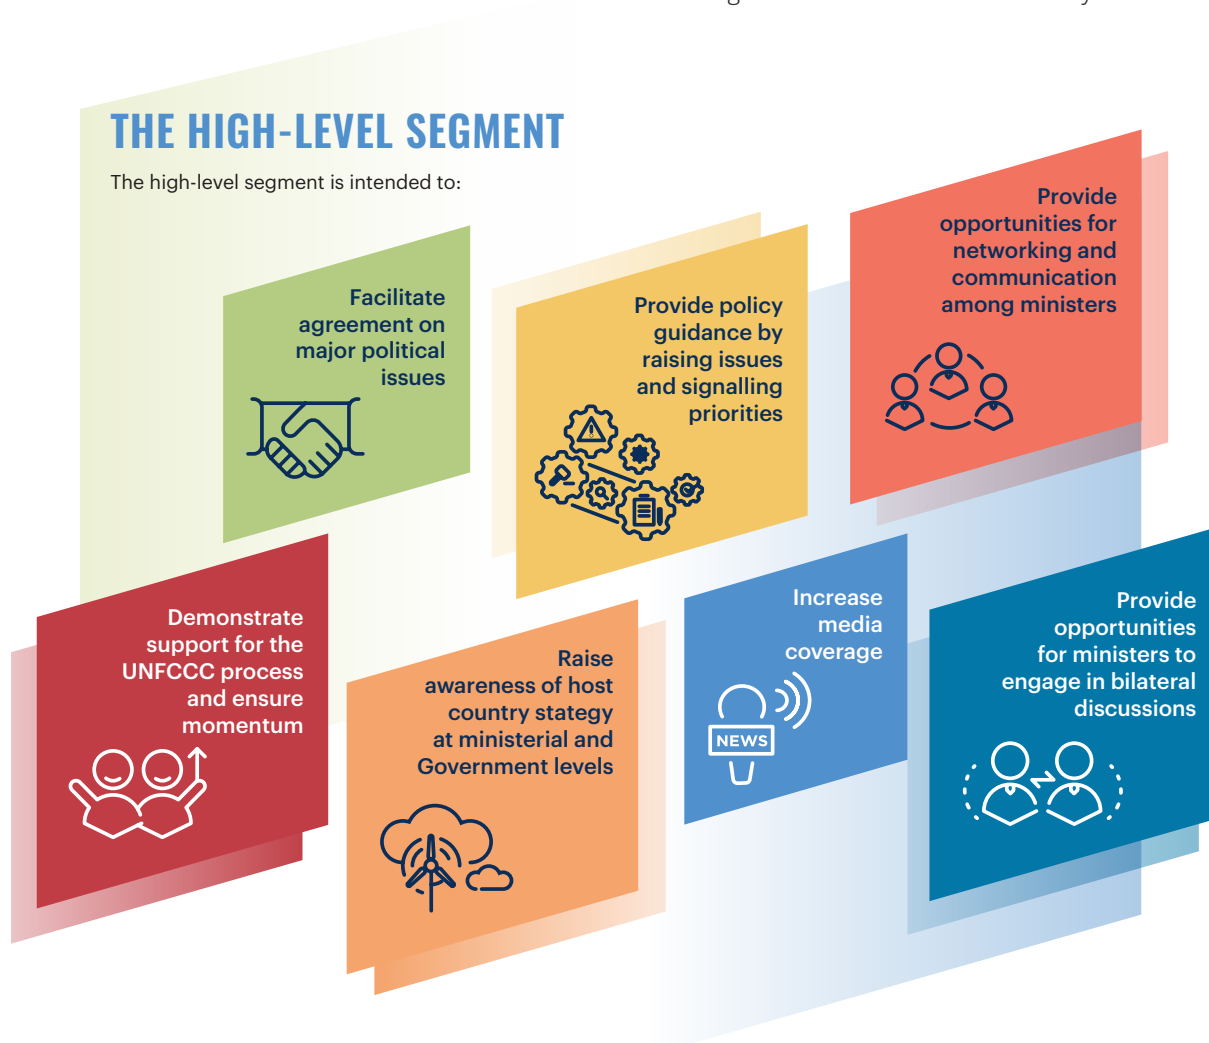 THE HIGH-LEVEL SEGMENT
The high-level segment is intended to:
Facilitate
agreement on
major political
issues
Provide policy
guidance by
raising issues
and signalling
priorities
Provide
opportunities for
networking and
communication
among ministers
Demonstrate
support for the
UNFCCC process
and ensure
momentum
Raise
awareness of host
country stategy
at ministerial and
Government levels
Increase
media
coverage
NEWS
Provide
opportunities
for ministers to
engage in bilateral
discussions